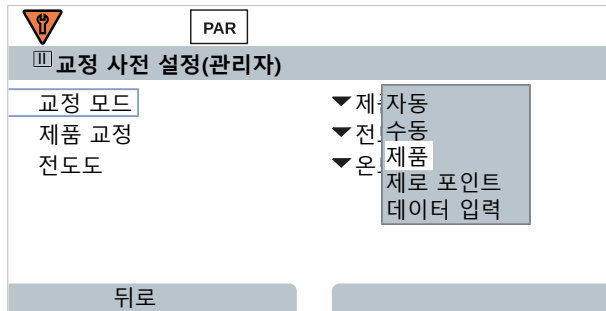 PAR
II 교정 사전 설정(관리자)
교정 모드
제품 교정
전도도
자동
수동
제품
제로 포인트
데이터 입력
뒤로